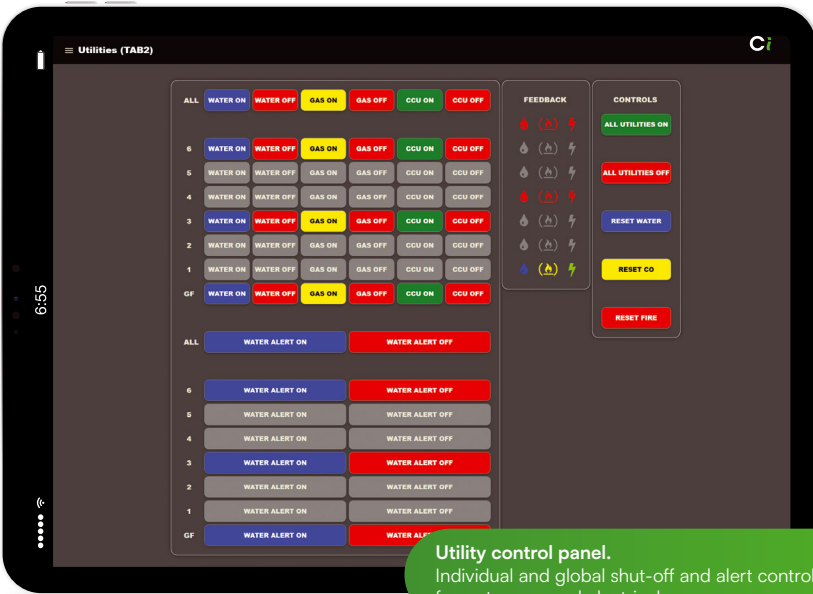 Ci
≡ Utilities (TAB2)
6:55
ALL WATER ON WATER OFF GAS ON GAS OFF CCU ON CCU OFF
6 WATER ON WATER OFF GAS ON GAS OFF CCU ON CCU OFF
5 WATER ON WATER OFF GAS ON GAS OFF CCU ON CCU OFF
4 WATER ON WATER OFF GAS ON GAS OFF CCU ON CCU OFF
3 WATER ON WATER OFF GAS ON GAS OFF CCU ON CCU OFF
2 WATER ON WATER OFF GAS ON GAS OFF CCU ON CCU OFF
1 WATER ON WATER OFF GAS ON GAS OFF CCU ON CCU OFF
GF WATER ON WATER OFF GAS ON GAS OFF CCU ON CCU OFF
ALL WATER ALERT ON WATER ALERT OFF
6 WATER ALERT ON WATER ALERT OFF
5 WATER ALERT ON WATER ALERT OFF
4 WATER ALERT ON WATER ALERT OFF
3 WATER ALERT ON WATER ALERT OFF
2 WATER ALERT ON WATER ALERT OFF
1 WATER ALERT ON WATER ALERT OFF
GF WATER ALERT ON WATER
FEEDBACK
CONTROLS
ALL UTILITIES ON
ALL UTILITIES OFF
RESET WATER
RESET CO
RESET FIRE
Utility control panel.
Individual and global shut-off and alert control